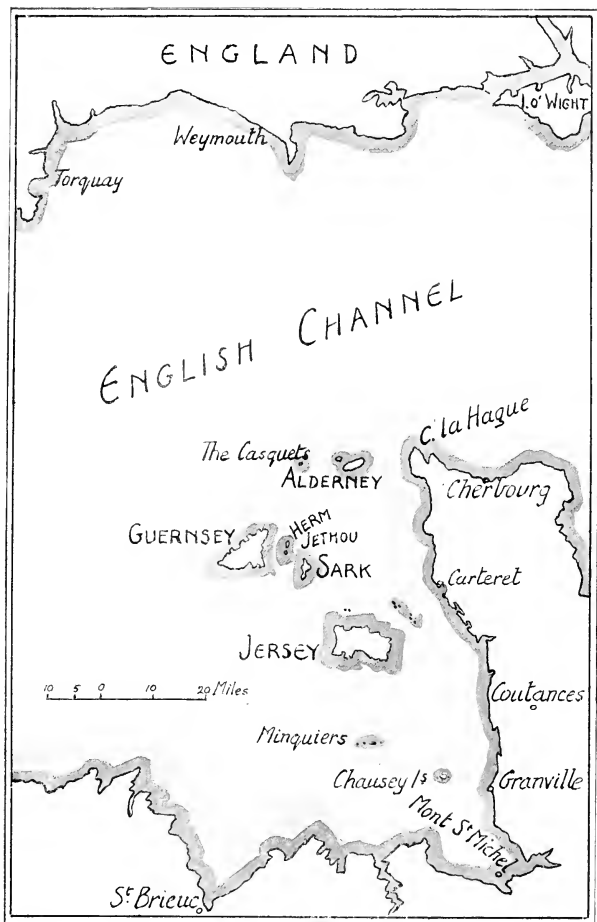 ENGLAND
I. O' WIGHT
Weymouth
Torquay
ENGLISH CHANNEL
C. la Hague
The Casquets
ALDERNEY
Cherbourg
GUERNSEY
HERM
JETHOU
SARK
Carteret
JERSEY
10 5 0 10 20 Miles
Coutances
Minquiers
Chausey Is
Granville
Mont St Michel
St Brieuc